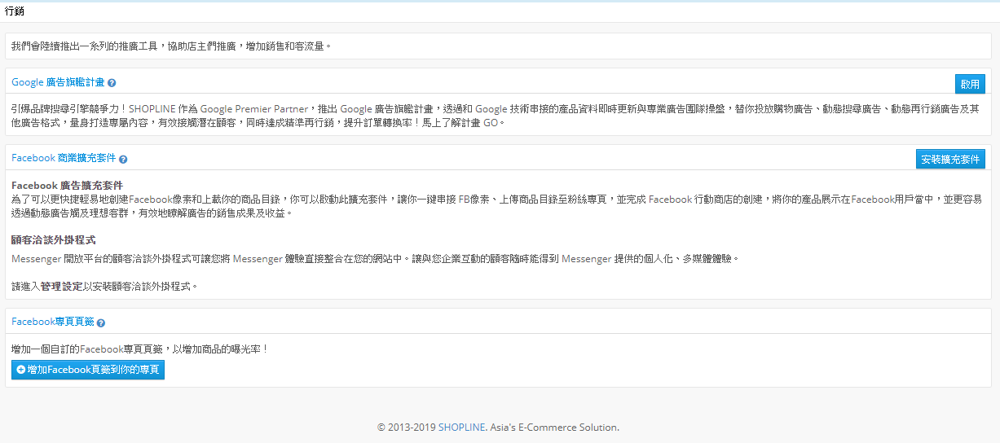 行銷
我們會陸續推出一系列的推廣工具，協助店主們推廣，增加銷售和客流量。
Google 廣告旗艦計畫
啟用
引爆品牌搜尋引擎競爭力！SHOPLINE 作為 Google Premier Partner，推出 Google 廣告旗艦計畫，透過和 Google 技術串接的產品資料即時更新與專業廣告團隊操盤，替你投放購物廣告、動態搜尋廣告、動態再行銷廣告及其
他廣告格式，量身打造專屬內容，有效接觸潛在顧客，同時達成精準再行銷，提升訂單轉換率！馬上了解計畫 GO。
Facebook 商業擴充套件
安裝擴充套件
Facebook 廣告擴充套件
為了可以更快捷輕易地創建Facebook像素和上載你的商品目錄，你可以啟動此擴充套件，讓你一鍵串接 FB像素、上傳商品目錄至粉絲專頁，並完成 Facebook 行動商店的創建，將你的產品展示在Facebook用戶當中，並更容易
透過動態廣告觸及理想客群，有效地瞭解廣告的銷售成果及收益。
顧客洽談外掛程式
Messenger 開放平台的顧客洽談外掛程式可讓您將 Messenger 體驗直接整合在您的網站中。讓與您企業互動的顧客隨時能得到 Messenger 提供的個人化、多媒體體驗。
請進入管理設定以安裝顧客洽談外掛程式。
Facebook專頁頁籤
增加一個自訂的Facebook專頁頁籤，以增加商品的曝光率！
增加Facebook頁籤到你的專頁
© 2013-2019 SHOPLINE. Asia's E-Commerce Solution.